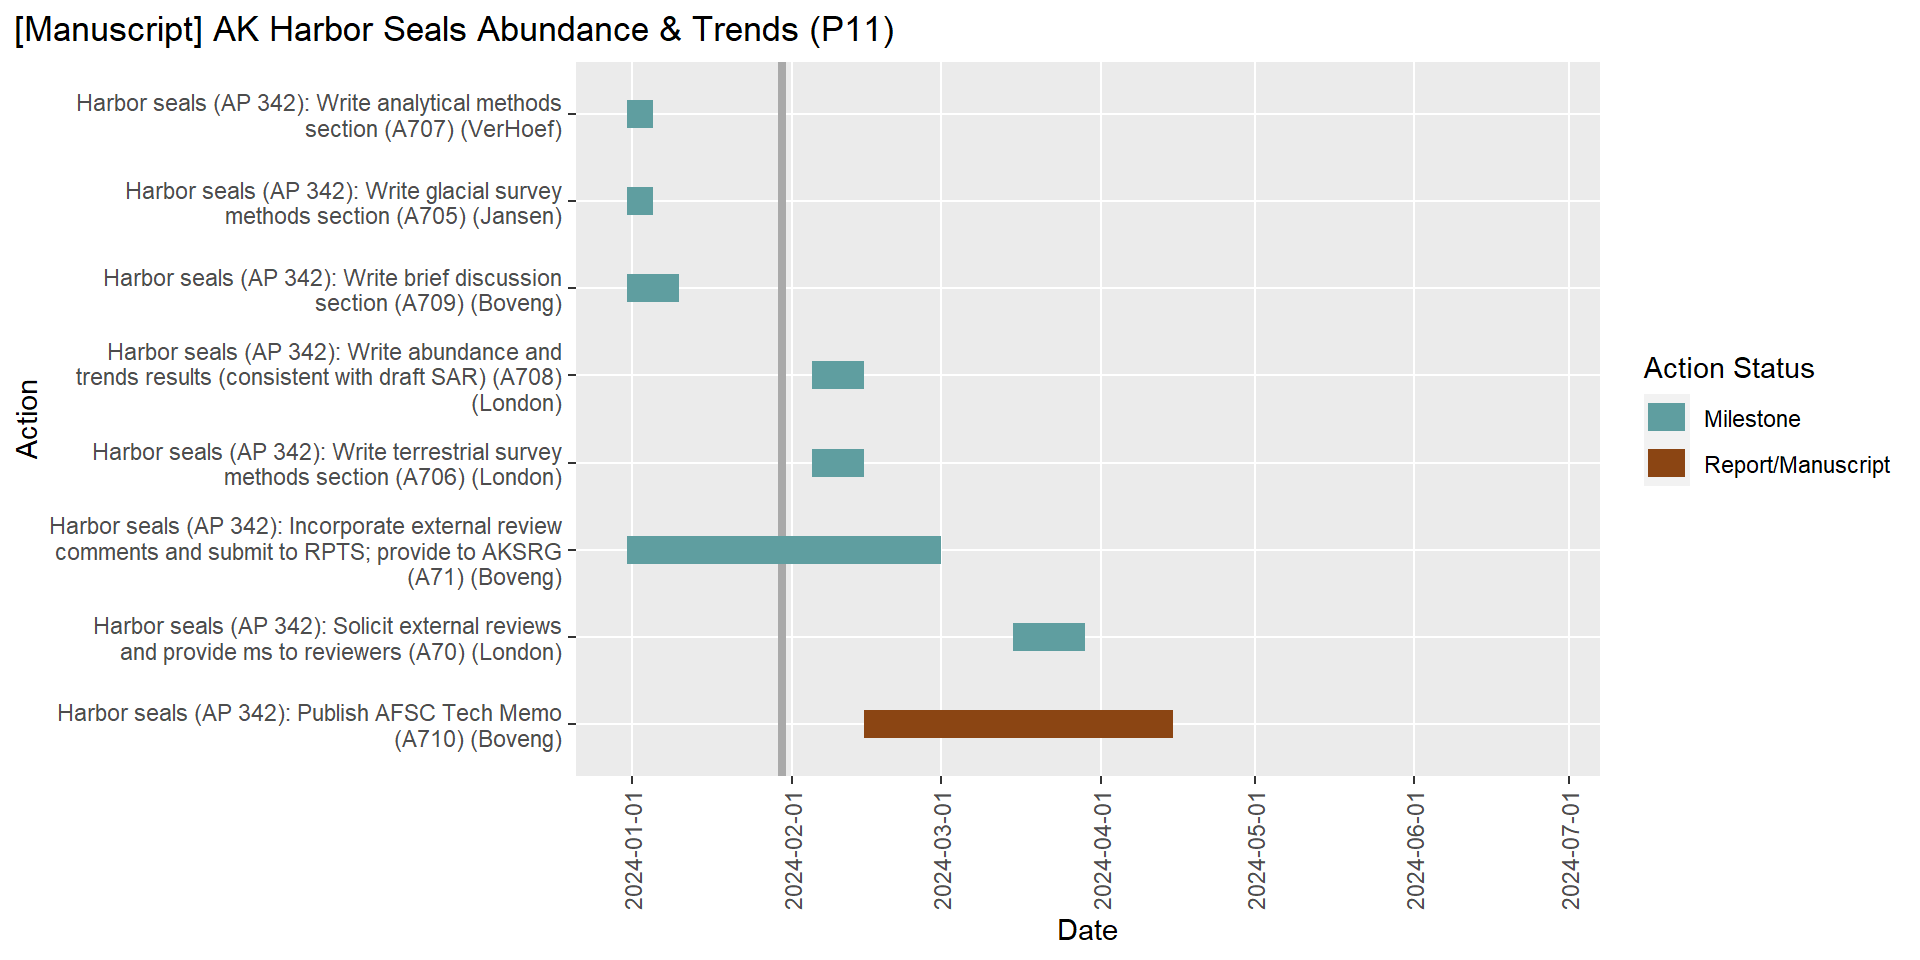 [Manuscript] AK Harbor Seals Abundance & Trends (P11)
Action
Harbor seals (AP 342): Write analytical methods
section (A707) (VerHoef)
Harbor seals (AP 342): Write glacial survey
methods section (A705) (Jansen)
Harbor seals (AP 342): Write brief discussion
section (A709) (Boveng)
Harbor seals (AP 342): Write abundance and
trends results (consistent with draft SAR) (A708)
(London)
Harbor seals (AP 342): Write terrestrial survey
methods section (A706) (London)
Harbor seals (AP 342): Incorporate external review
comments and submit to RPTS; provide to AKSRG
(A71) (Boveng)
Harbor seals (AP 342): Solicit external reviews
and provide ms to reviewers (A70) (London)
Harbor seals (AP 342): Publish AFSC Tech Memo
(A710) (Boveng)
2024-01-01
2024-02-01
2024-03-01
2024-04-01
2024-05-01
2024-06-01
2024-07-01
Date
Action Status
Milestone
Report/Manuscript